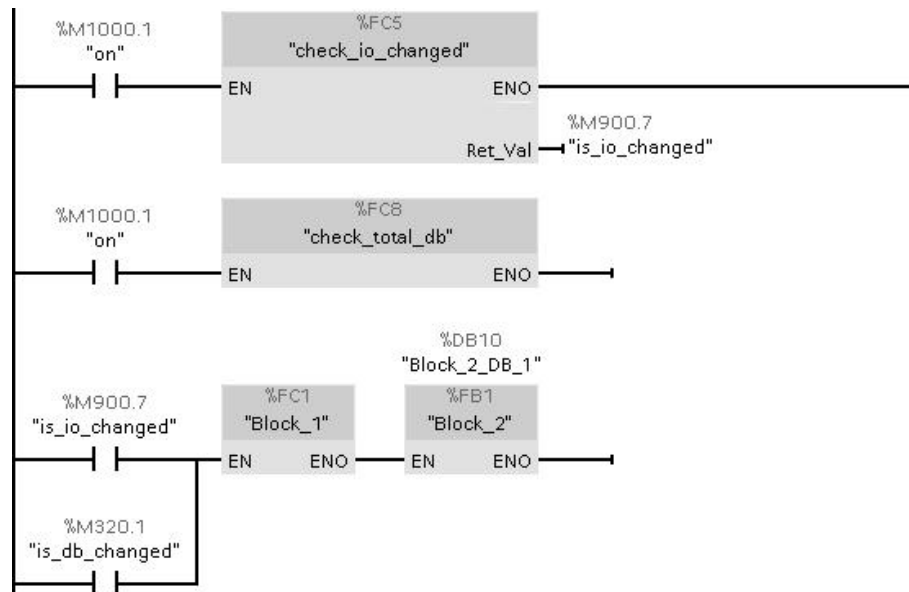 %M1000.1
"on"
%FC5
"check_io_changed"
EN
ENO
Ret_Val
%M900.7
"is_io_changed"
%M1000.1
"on"
%FC8
"check_total_db"
EN
ENO
%DB10
"Block_2_DB_1"
%M900.7
"is_io_changed"
%FC1
"Block_1"
EN ENO
%FB1
"Block_2"
EN ENO
%M320.1
"is_db_changed"